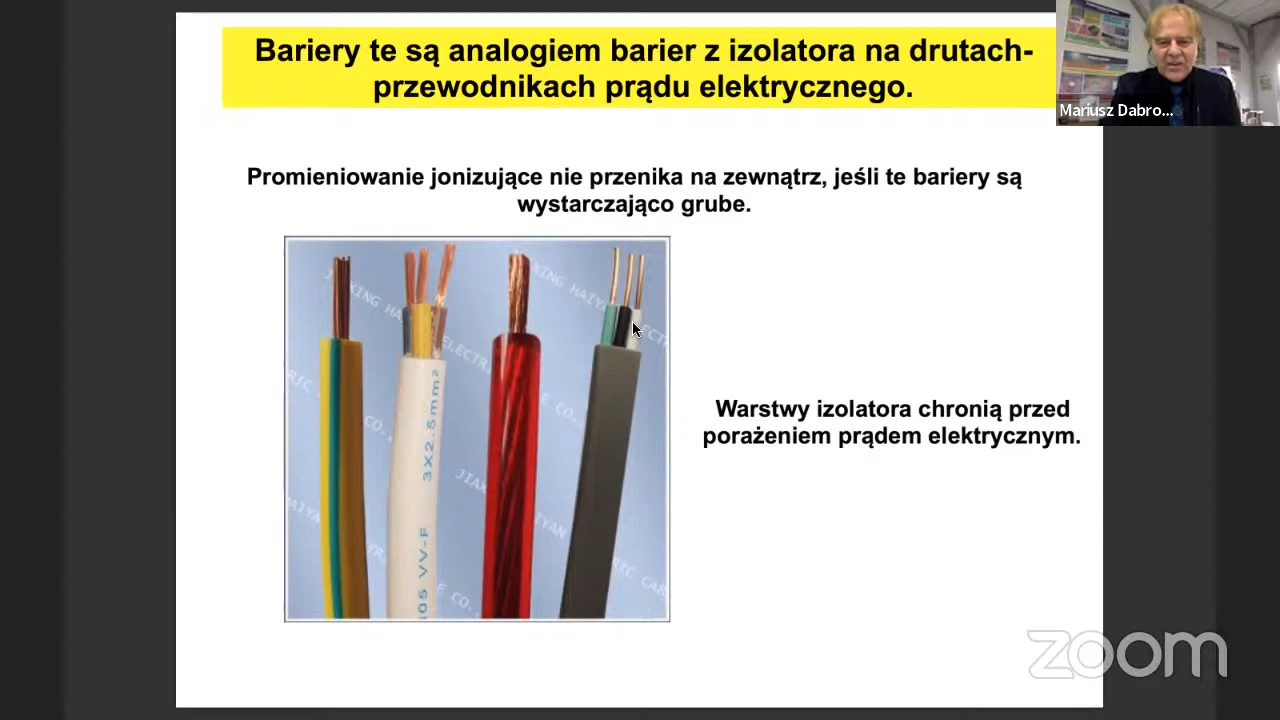 Bariery te są analogiem barier z izolatora na drutach-
przewodnikach prądu elektrycznego.
Mariusz Dabro...
Promieniowanie jonizujące nie przenika na zewnątrz, jeśli te bariery są
wystarczająco grube.
3X2.5mm²
VV-F
Warstwy izolatora chronią przed
porażeniem prądem elektrycznym.
zoom